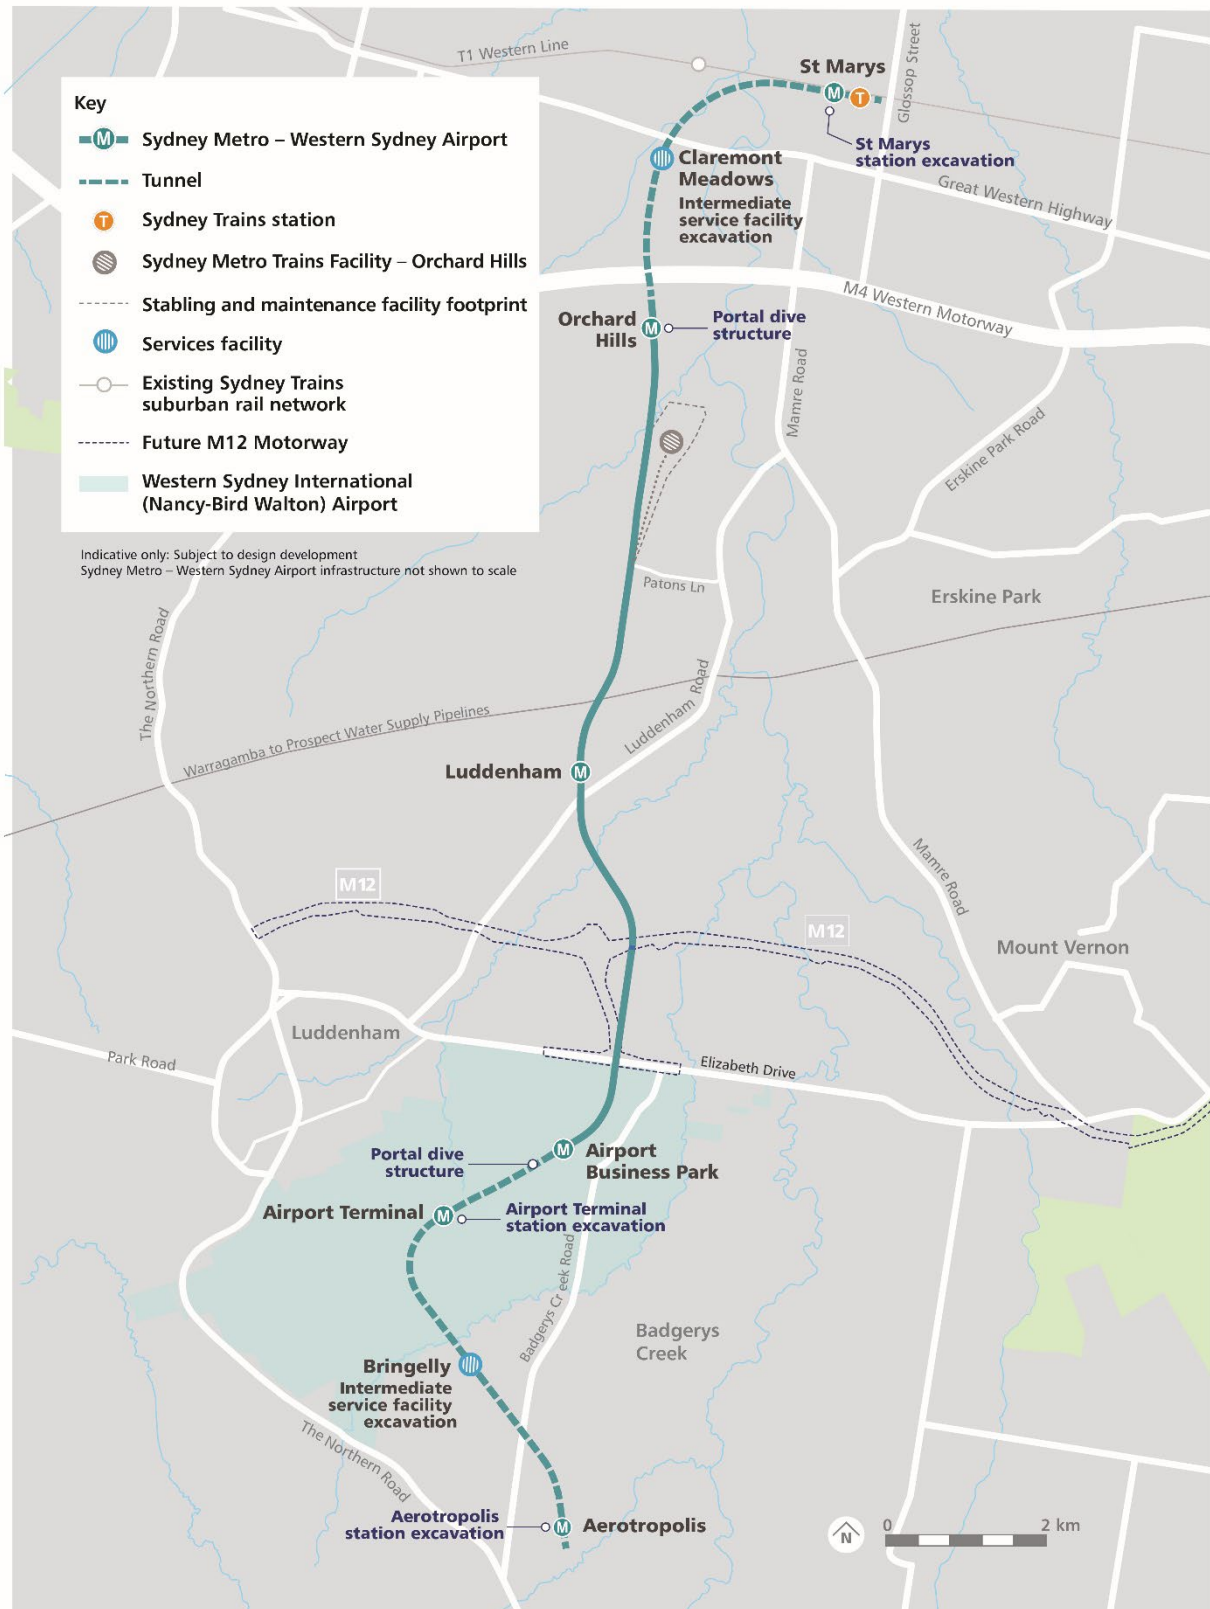 T1 Western Line
St Marys
Glossop Street
M
T
Key
M
Sydney Metro – Western Sydney Airport
Tunnel
T
Sydney Trains station
Sydney Metro Trains Facility – Orchard Hills
Stabling and maintenance facility footprint
Services facility
Existing Sydney Trains
suburban rail network
Future M12 Motorway
Western Sydney International
(Nancy-Bird Walton) Airport
Indicative only: Subject to design development
Sydney Metro – Western Sydney Airport infrastructure not shown to scale
St Marys
station excavation
Claremont
Meadows
Intermediate
service facility
excavation
Great Western Highway
M4 Western Motorway
Orchard
Hills
M
Portal dive
structure
Mamre Road
Erskine Park Road
Patons Ln
Erskine Park
The Northern Road
Warragamba to Prospect Water Supply Pipelines
Luddenham Road
Luddenham
M
Mamre Road
M12
M12
Mount Vernon
Luddenham
Park Road
Elizabeth Drive
Portal dive
structure
M
Airport
Business Park
Airport Terminal
M
Airport Terminal
station excavation
Badgerys Cr eek Road
Badgerys
Creek
Bringelly
Intermediate
service facility
excavation
The Northern Road
Aerotropolis
station excavation
M
Aerotropolis
N
0
2 km